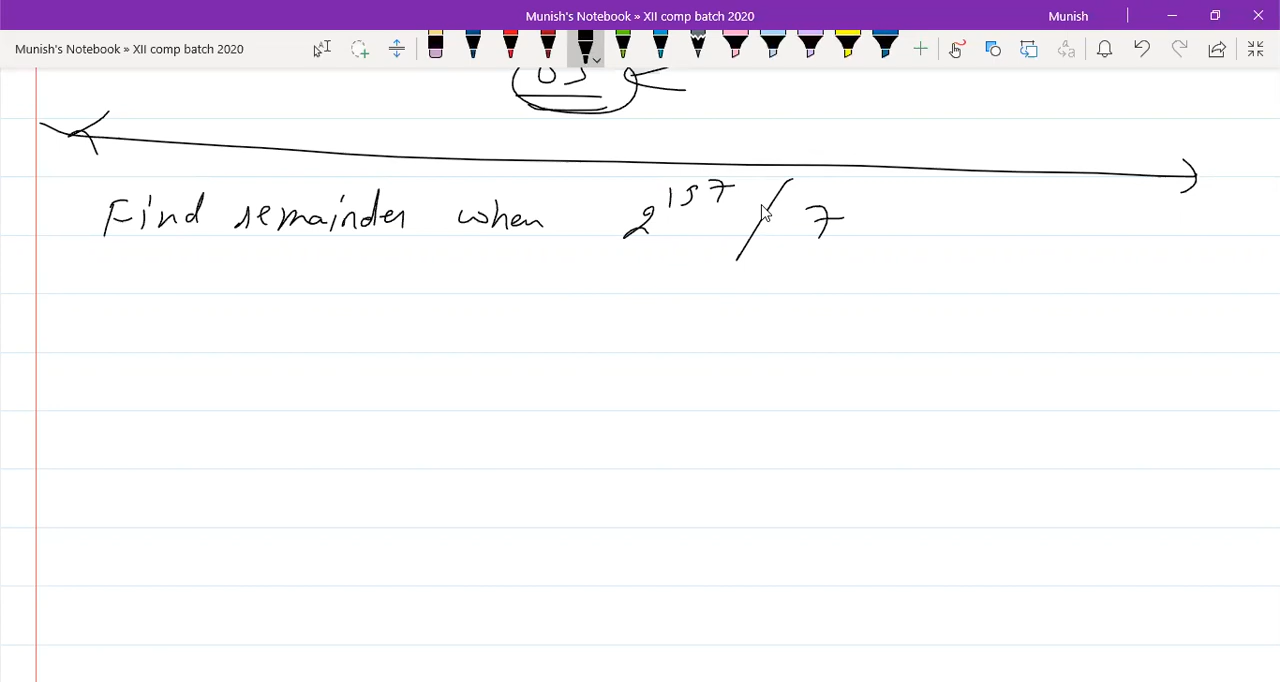 Munish's Notebook » XII comp batch 2020
Munish
Munish's Notebook » XII comp batch 2020
Find remainder when 2^157 / 7